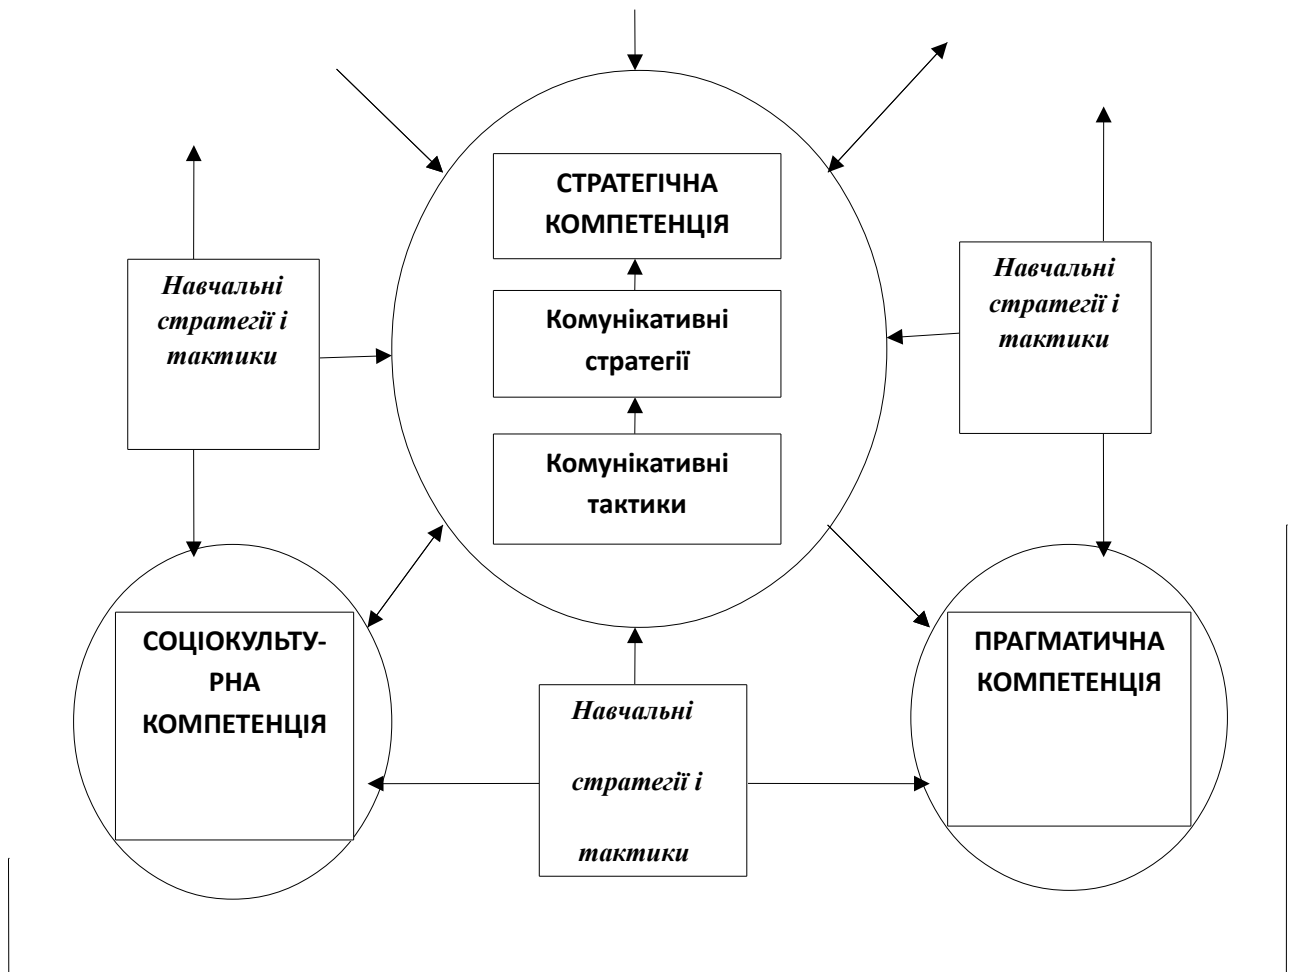 СТРАТЕГІЧНА
КОМПЕТЕНЦІЯ
Навчальні
стратегії і
тактики
Комунікативні
стратегії
Навчальні
стратегії і
тактики
Комунікативні
тактики
СОЦІОКУЛЬТУ-
РНА
КОМПЕТЕНЦІЯ
Навчальні
стратегії і
тактики
ПРАГМАТИЧНА
КОМПЕТЕНЦІЯ